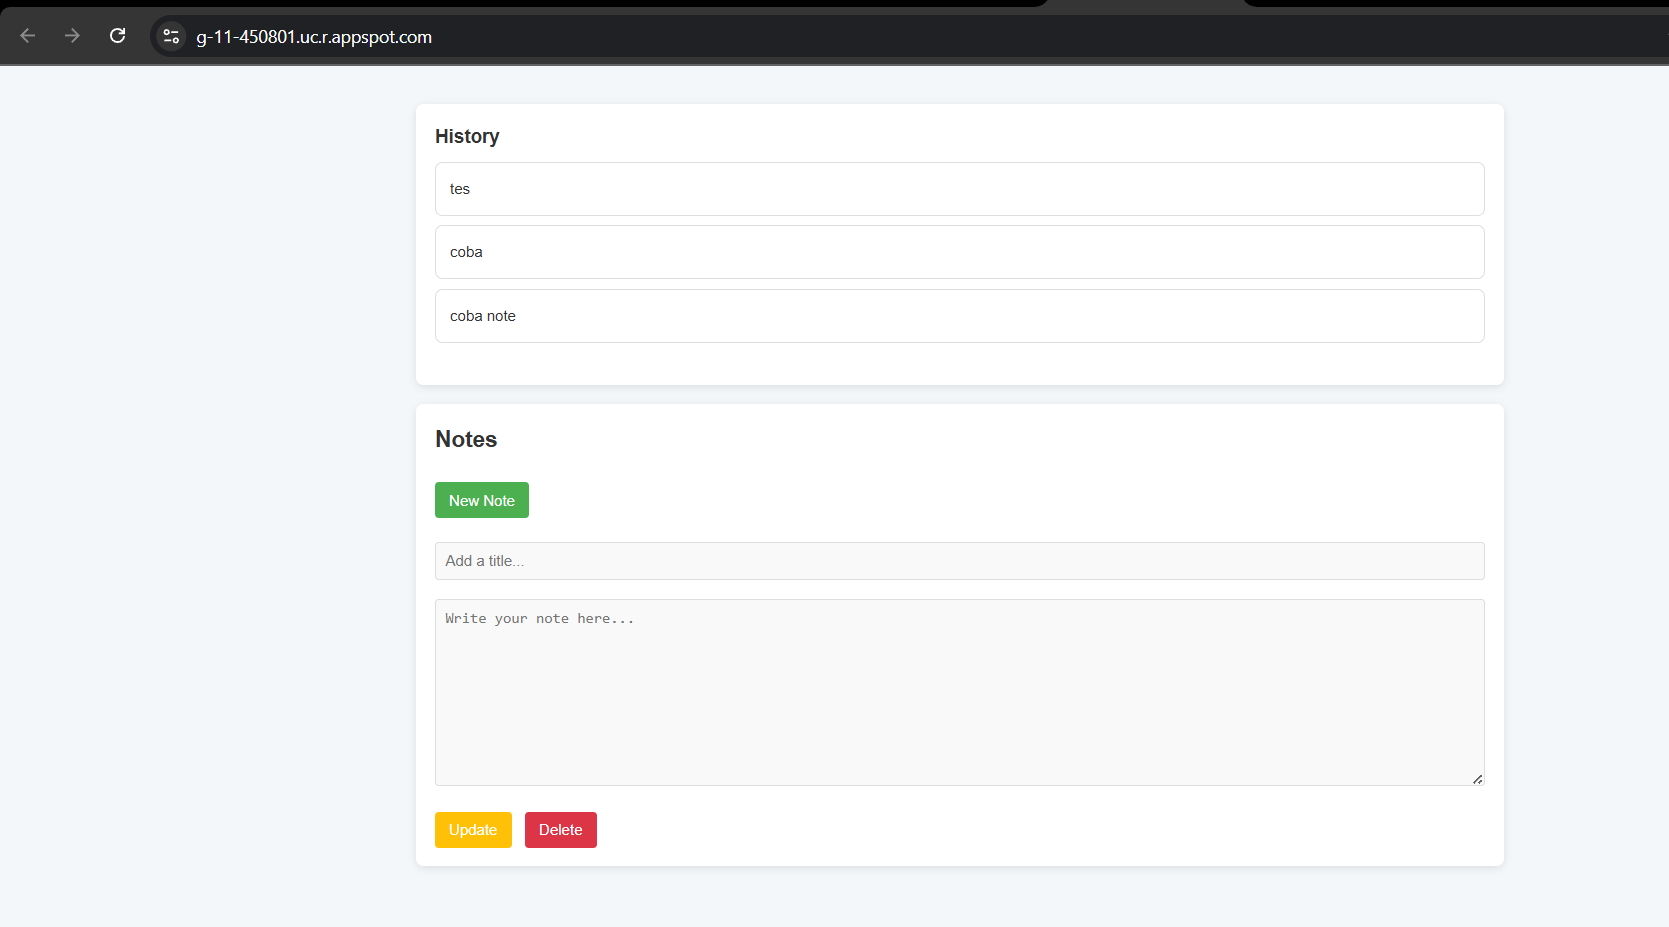 g-11-450801.uc.r.appspot.com
History
tes
coba
coba note
Notes
New Note
Add a title...
Write your note here...
Update Delete